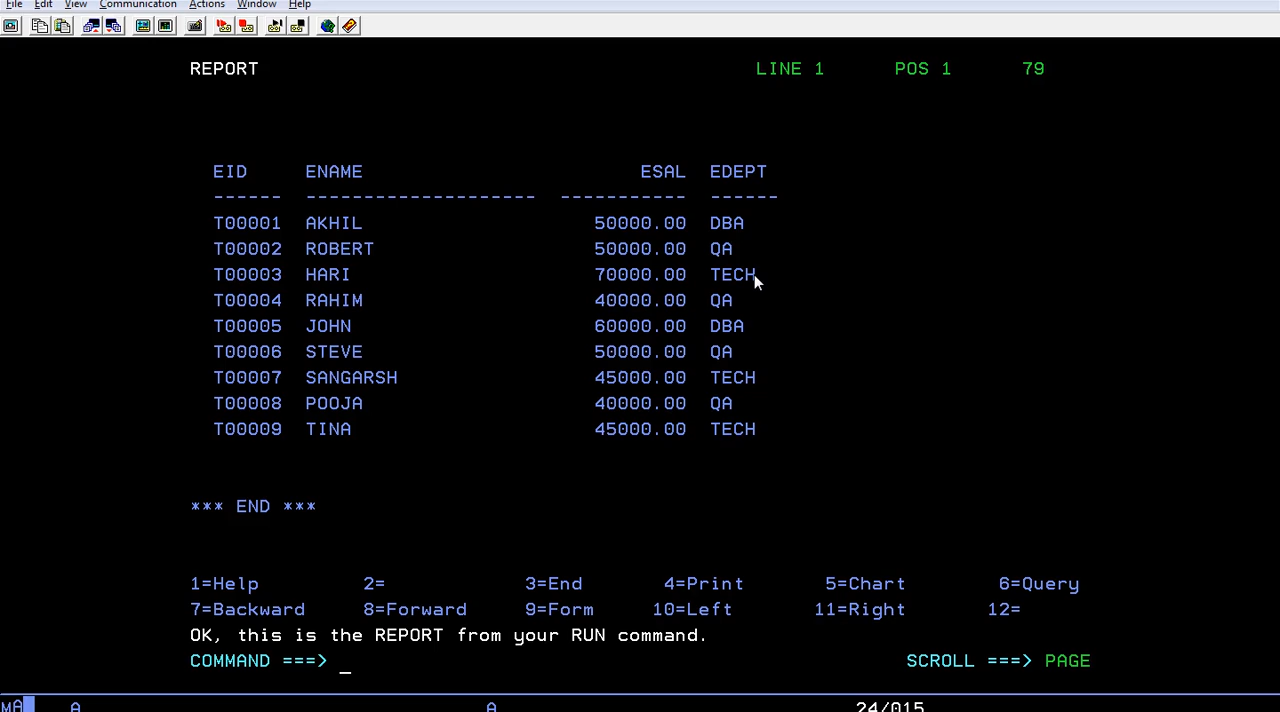 File Edit View Communication Actions Window Help
REPORT LINE 1 POS 1 79
EID ENAME ESAL EDEPT
------ -------------------- ----------- ------
T00001 AKHIL 50000.00 DBA
T00002 ROBERT 50000.00 QA
T00003 HARI 70000.00 TECH
T00004 RAHIM 40000.00 QA
T00005 JOHN 60000.00 DBA
T00006 STEVE 50000.00 QA
T00007 SANGARSH 45000.00 TECH
T00008 POOJA 40000.00 QA
T00009 TINA 45000.00 TECH
*** END ***
1=Help 2= 3=End 4=Print 5=Chart 6=Query
7=Backward 8=Forward 9=Form 10=Left 11=Right 12=
OK, this is the REPORT from your RUN command.
COMMAND ===> _ SCROLL ===> PAGE
MA A A 24/015